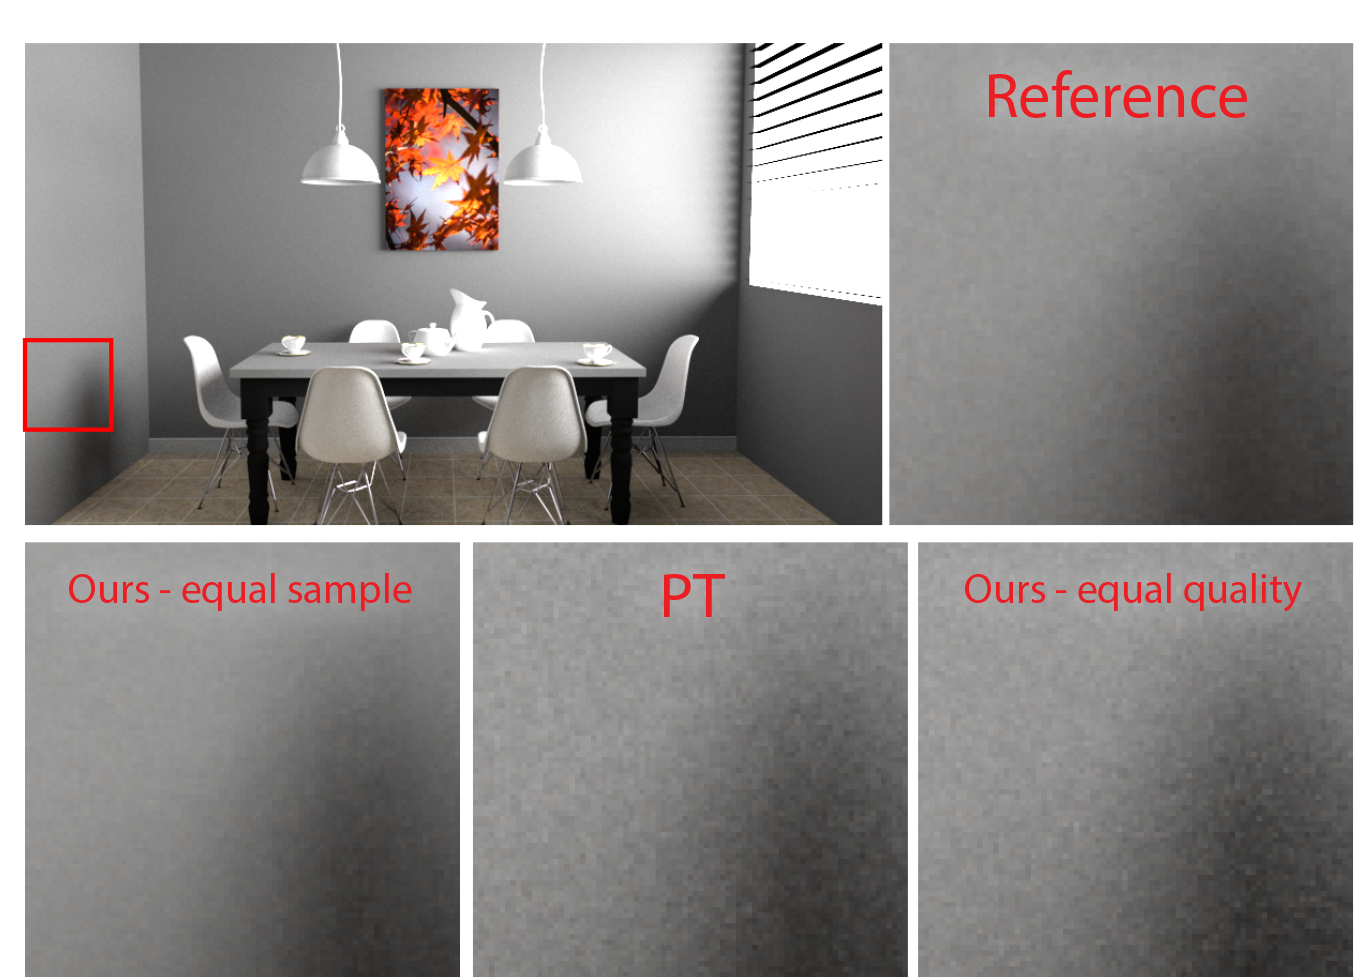 Reference
Ours - equal sample
PT
Ours - equal quality